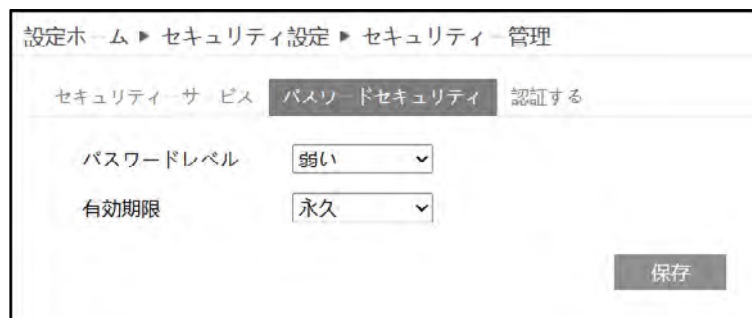 設定ホーム ▶ セキュリティ設定 ▶ セキュリティー管理
セキュリティーサービス パスワードセキュリティ 認証する
パスワードレベル 弱い
有効期限 永久
保存